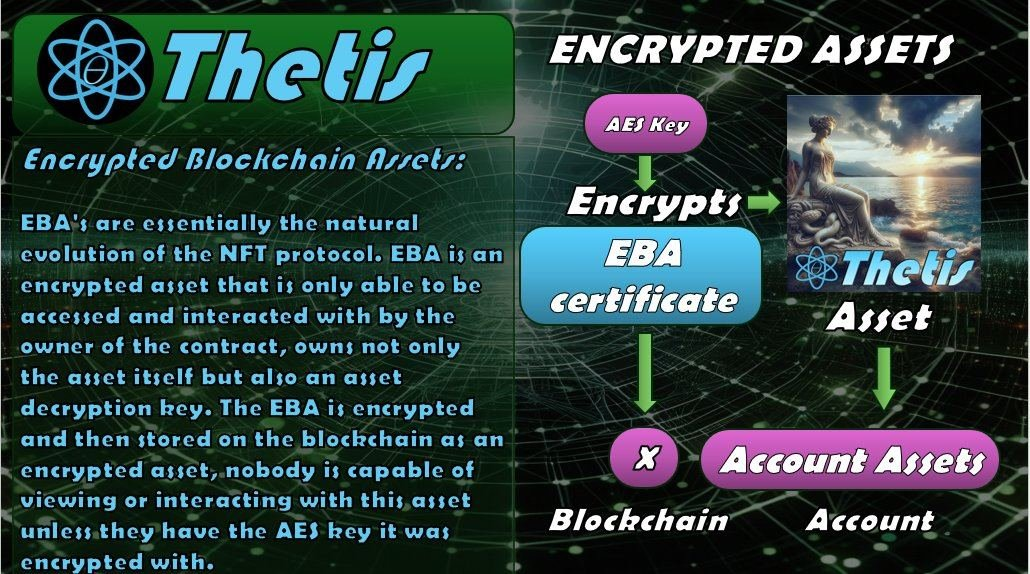 Thetis
Encrypted Blockchain Assets:
EBA's are essentially the natural
evolution of the NFT protocol. EBA is an
encrypted asset that is only able to be
accessed and interacted with by the
owner of the contract, owns not only
the asset itself but also an asset
decryption key. The EBA is encrypted
and then stored on the blockchain as an
encrypted asset, nobody is capable of
viewing or interacting with this asset
unless they have the AES key it was
encrypted with.
ENCRYPTED ASSETS
AES Key
Encrypts
EBA
certificate
Thetis
Asset
X
Account Assets
Blockchain
Account